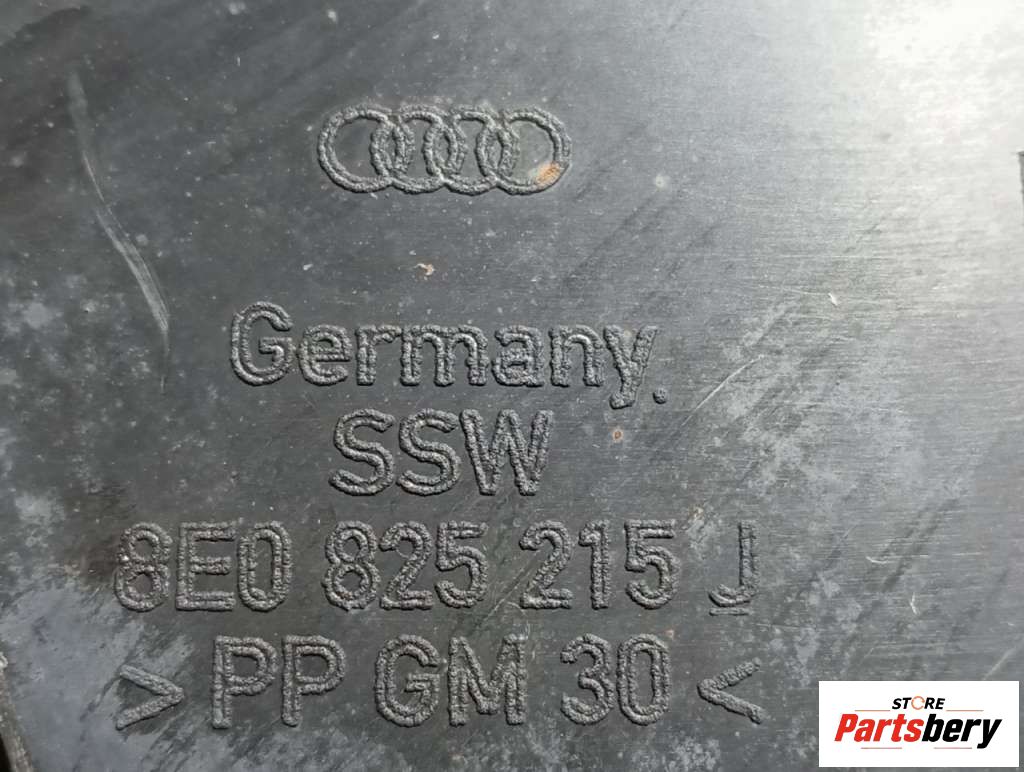 Germany.
SSW
8E0 825 215 J
> PP GM 30 <
STORE
Partsbery